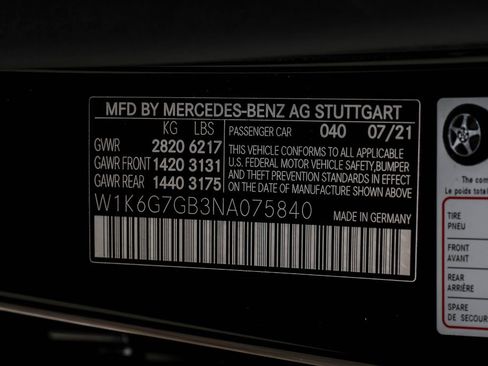 MFD BY MERCEDES-BENZ AG STUTTGART
KG LBS
GVWR 2820 6217
GAWR FRONT 1420 3131
GAWR REAR 1440 3175
PASSENGER CAR 040 07/21
THIS VEHICLE CONFORMS TO ALL APPLICABLE
U.S. FEDERAL MOTOR VEHICLE SAFETY,BUMPER
AND THEFT PREVENTION STANDARDS IN EFFECT
ON THE DATE OF MANUFACTURE SHOWN ABOVE.
W1K6G7GB3NA075840
MADE IN GERMANY
The com
Le poids total
TIRE
PNEU
FRONT
AVANT
REAR
ARRIÈRE
SPARE
DE SECOURS